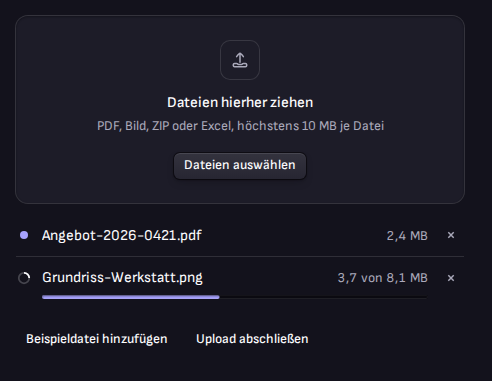 Dateien hierher ziehen
PDF, Bild, ZIP oder Excel, höchstens 10 MB je Datei
Dateien auswählen
Angebot-2026-0421.pdf 2,4 MB ×
Grundriss-Werkstatt.png 3,7 von 8,1 MB ×
Beispieldatei hinzufügen Upload abschließen